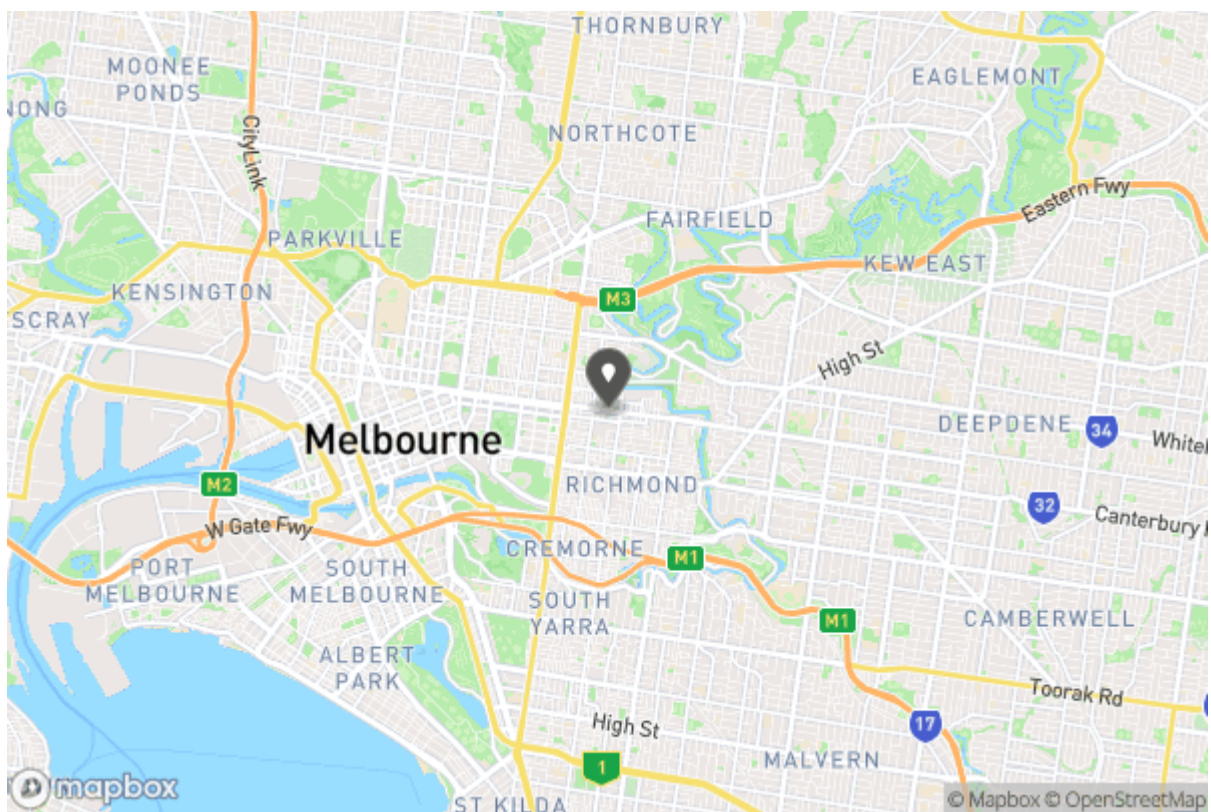 THORNBURY
MOONEE
PONDS
EAGLEMONT
NONG
CityLink
NORTHCOTE
Eastern Fwy
FAIRFIELD
PARKVILLE
KEW EAST
KENSINGTON
M3
SCRAY
High St
DEEPDENE
34
Melbourne
Whiteh
M2
RICHMOND
32
Canterbury
W Gate Fwy
CREMORNE
M1
PORT
MELBOURNE
SOUTH
MELBOURNE
SOUTH
YARRA
M1
CAMBERWELL
ALBERT
PARK
Toorak Rd
High St
17
MALVERN
1
mapbox
ST KILDA
© Mapbox © OpenStreetMap